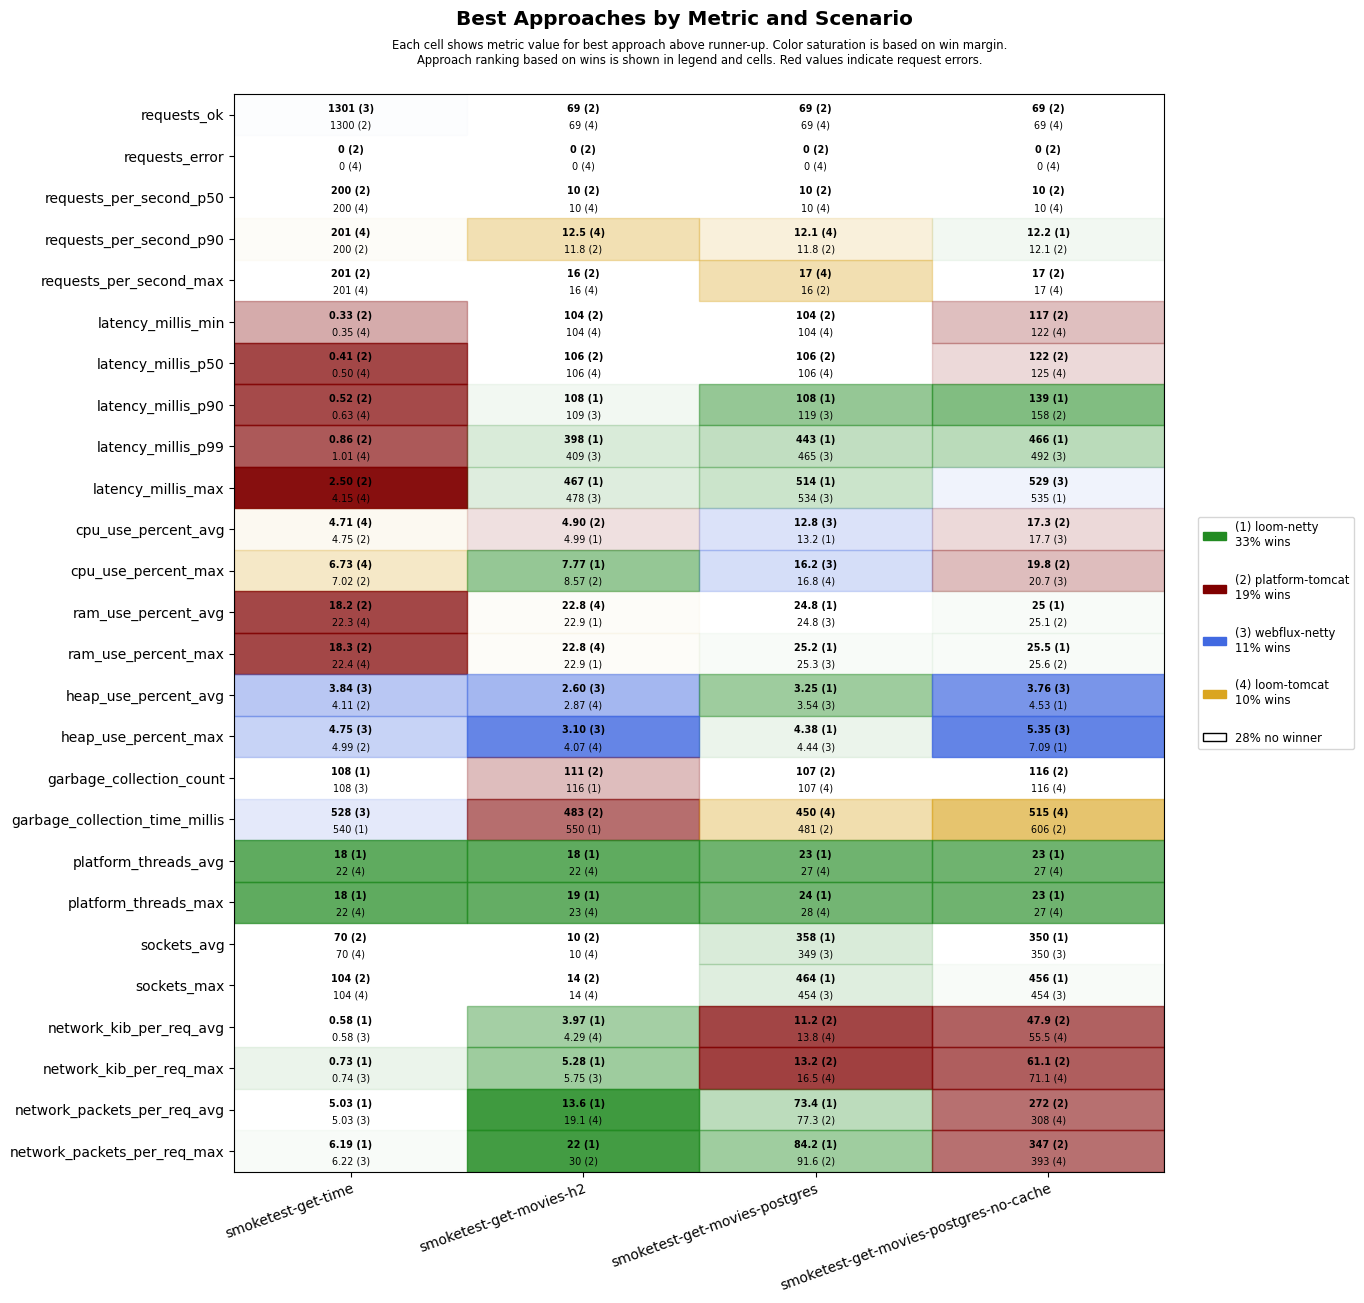 Best Approaches by Metric and Scenario
Each cell shows metric value for best approach above runner-up. Color saturation is based on win margin.
Approach ranking based on wins is shown in legend and cells. Red values indicate request errors.
requests_ok
1301 (3) 69 (2) 69 (2) 69 (2)
1300 (2) 69 (4) 69 (4) 69 (4)
requests_error
0 (2) 0 (2) 0 (2) 0 (2)
0 (4) 0 (4) 0 (4) 0 (4)
requests_per_second_p50
200 (2) 10 (2) 10 (2) 10 (2)
200 (4) 10 (4) 10 (4) 10 (4)
requests_per_second_p90
201 (4) 12.5 (4) 12.1 (4) 12.2 (1)
200 (2) 11.8 (2) 11.8 (2) 12.1 (2)
requests_per_second_max
201 (2) 16 (2) 17 (4) 17 (2)
201 (4) 16 (4) 16 (2) 17 (4)
latency_millis_min
0.33 (2) 104 (2) 104 (2) 117 (2)
0.35 (4) 104 (4) 104 (4) 122 (4)
latency_millis_p50
0.41 (2) 106 (2) 106 (2) 122 (2)
0.50 (4) 106 (4) 106 (4) 125 (4)
latency_millis_p90
0.52 (2) 108 (1) 108 (1) 139 (1)
0.63 (4) 109 (3) 119 (3) 158 (2)
latency_millis_p99
0.86 (2) 398 (1) 443 (1) 466 (1)
1.01 (4) 409 (3) 465 (3) 492 (3)
latency_millis_max
2.50 (2) 467 (1) 514 (1) 529 (3)
4.15 (4) 478 (3) 534 (3) 535 (1)
cpu_use_percent_avg
4.71 (4) 4.90 (2) 12.8 (3) 17.3 (2)
4.75 (2) 4.99 (1) 13.2 (1) 17.7 (3)
cpu_use_percent_max
6.73 (4) 7.77 (1) 16.2 (3) 19.8 (2)
7.02 (2) 8.57 (2) 16.8 (4) 20.7 (3)
ram_use_percent_avg
18.2 (2) 22.8 (4) 24.8 (1) 25 (1)
22.3 (4) 22.9 (1) 24.8 (3) 25.1 (2)
ram_use_percent_max
18.3 (2) 22.8 (4) 25.2 (1) 25.5 (1)
22.4 (4) 22.9 (1) 25.3 (3) 25.6 (2)
heap_use_percent_avg
3.84 (3) 2.60 (3) 3.25 (1) 3.76 (3)
4.11 (2) 2.87 (4) 3.54 (3) 4.53 (1)
heap_use_percent_max
4.75 (3) 3.10 (3) 4.38 (1) 5.35 (3)
4.99 (2) 4.07 (4) 4.44 (3) 7.09 (1)
garbage_collection_count
108 (1) 111 (2) 107 (2) 116 (2)
108 (3) 116 (1) 107 (4) 116 (4)
garbage_collection_time_millis
528 (3) 483 (2) 450 (4) 515 (4)
540 (1) 550 (1) 481 (2) 606 (2)
platform_threads_avg
18 (1) 18 (1) 23 (1) 23 (1)
22 (4) 22 (4) 27 (4) 27 (4)
platform_threads_max
18 (1) 19 (1) 24 (1) 23 (1)
22 (4) 23 (4) 28 (4) 27 (4)
sockets_avg
70 (2) 10 (2) 358 (1) 350 (1)
70 (4) 10 (4) 349 (3) 350 (3)
sockets_max
104 (2) 14 (2) 464 (1) 456 (1)
104 (4) 14 (4) 454 (3) 454 (3)
network_kib_per_req_avg
0.58 (1) 3.97 (1) 11.2 (2) 47.9 (2)
0.58 (3) 4.29 (4) 13.8 (4) 55.5 (4)
network_kib_per_req_max
0.73 (1) 5.28 (1) 13.2 (2) 61.1 (2)
0.74 (3) 5.75 (3) 16.5 (4) 71.1 (4)
network_packets_per_req_avg
5.03 (1) 13.6 (1) 73.4 (1) 272 (2)
5.03 (3) 19.1 (4) 77.3 (2) 308 (4)
network_packets_per_req_max
6.19 (1) 22 (1) 84.2 (1) 347 (2)
6.22 (3) 30 (2) 91.6 (2) 393 (4)
smoketest-get-time
smoketest-get-movies-h2
smoketest-get-movies-postgres
smoketest-get-movies-postgres-no-cache
(1) loom-netty
33% wins
(2) platform-tomcat
19% wins
(3) webflux-netty
11% wins
(4) loom-tomcat
10% wins
28% no winner